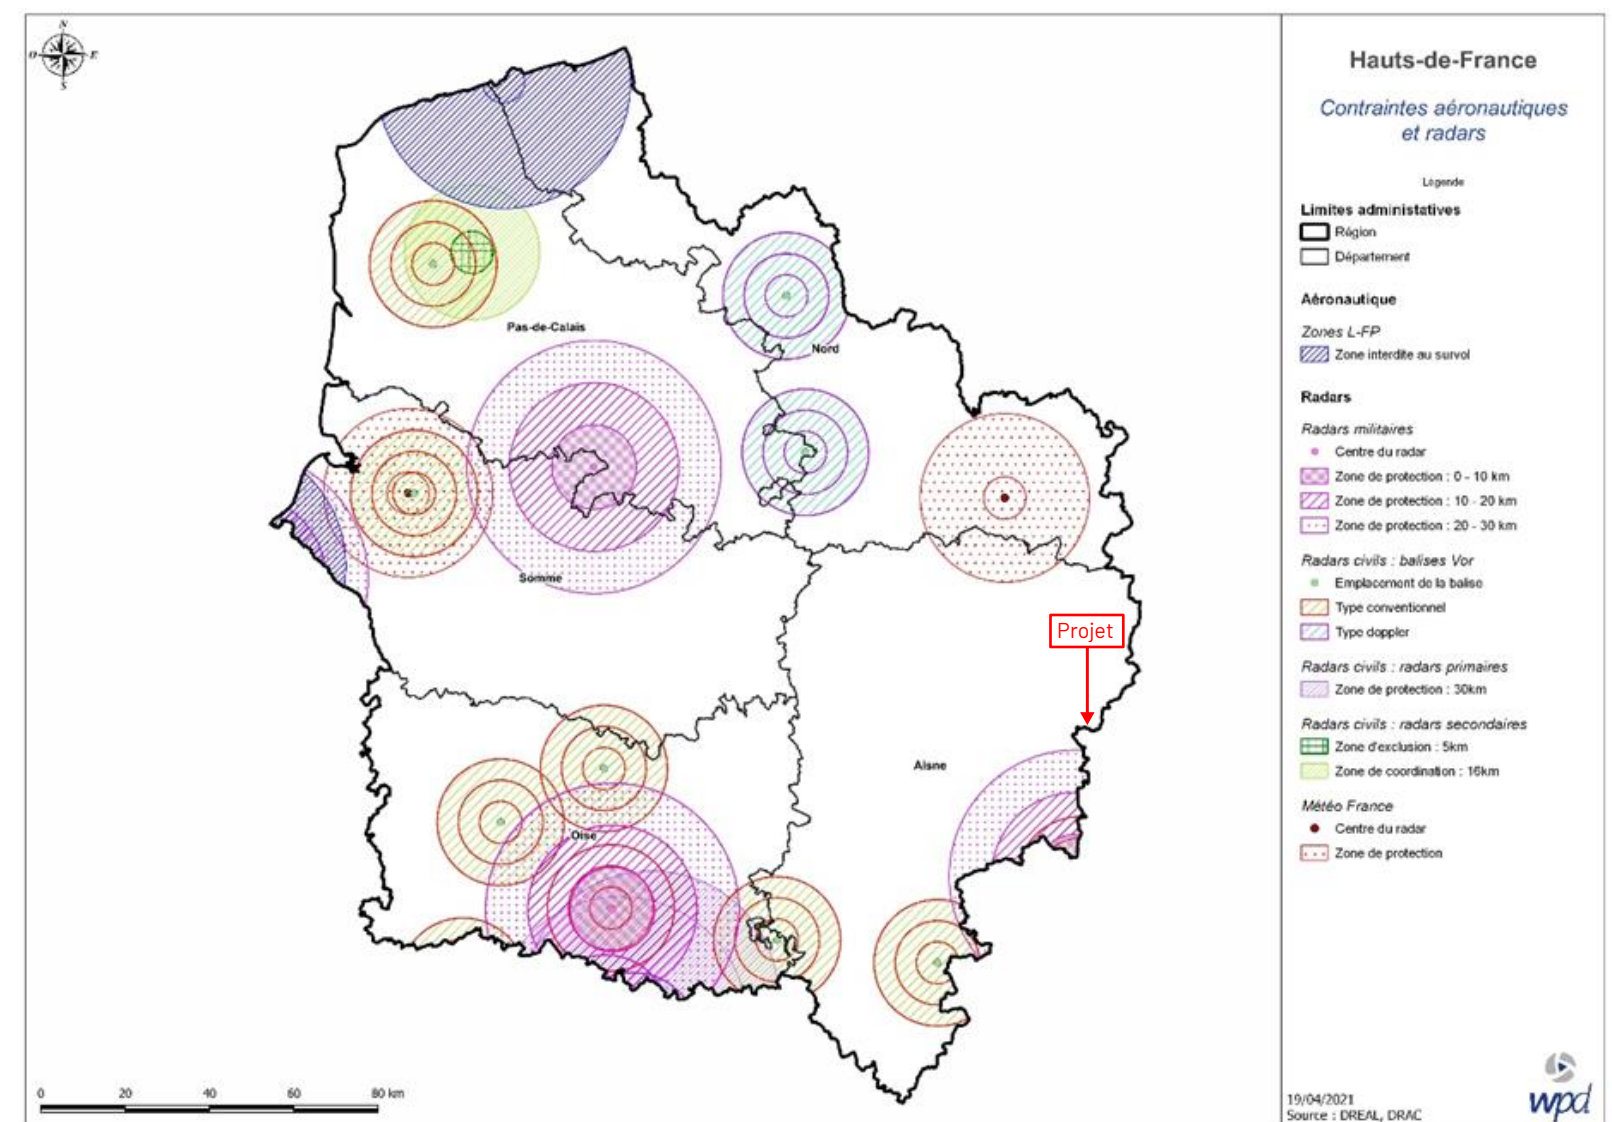 N
O
E
S
Pas-de-Calais
Nord
Somme
Projet
Aisne
Oise
0 20 40 60 80 km
Hauts-de-France
Contraintes aéronautiques
et radars
Légende
Limites administatives
Région
Département
Aéronautique
Zones L-FP
Zone interdite au survol
Radars
Radars militaires
Centre du radar
Zone de protection : 0 - 10 km
Zone de protection : 10 - 20 km
Zone de protection : 20 - 30 km
Radars civils : balises Vor
Emplacement de la balise
Type conventionnel
Type doppler
Radars civils : radars primaires
Zone de protection : 30km
Radars civils : radars secondaires
Zone d'exclusion : 5km
Zone de coordination : 16km
Météo France
Centre du radar
Zone de protection
19/04/2021
Source : DREAL, DRAC
wpd